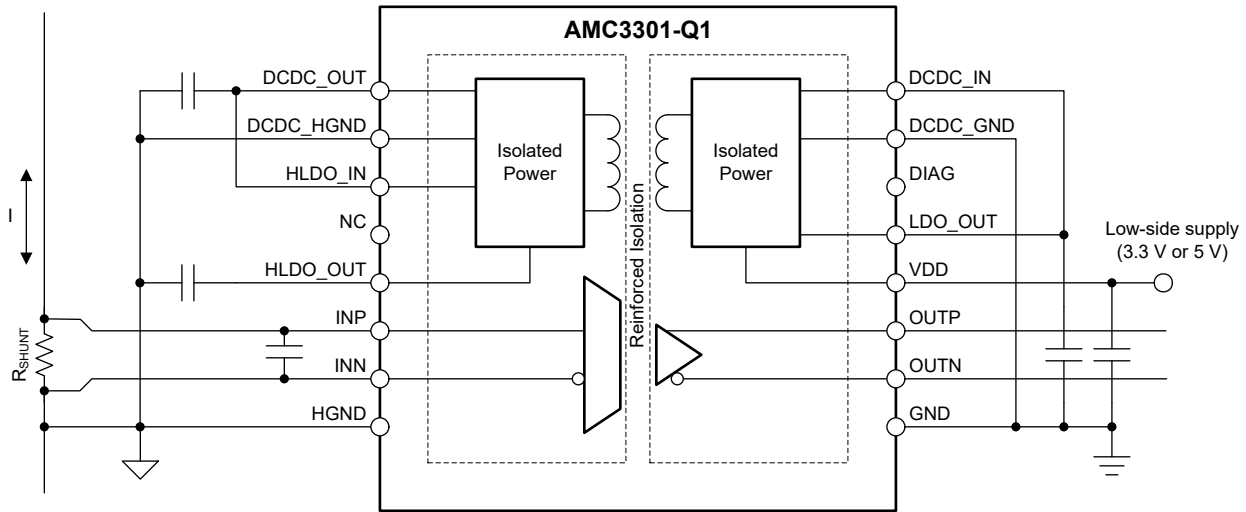 AMC3301-Q1
DCDC_OUT
DCDC_HGND
HLDO_IN
NC
HLDO_OUT
INP
INN
HGND
I
RSHUNT
Isolated
Power
Reinforced Isolation
Isolated
Power
DCDC_IN
DCDC_GND
DIAG
LDO_OUT
VDD
OUTP
OUTN
GND
Low-side supply
(3.3 V or 5 V)